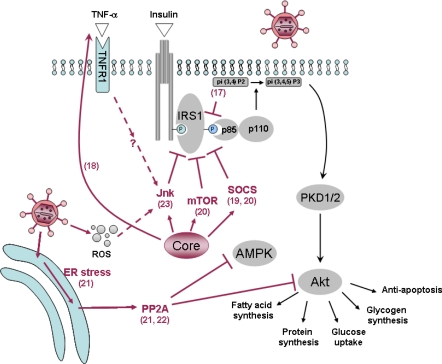 TNF-α
Insulin
TNFR1
pi (3,4) P2
pi (3,4,5) P3
(17)
IRS1
P
P
p85
p110
?
(18)
Jnk
(23)
mTOR
(20)
SOCS
(19, 20)
PKD1/2
ROS
Core
AMPK
ER stress
(21)
Akt
PP2A
(21, 22)
Anti-apoptosis
Fatty acid
synthesis
Glycogen
synthesis
Protein
synthesis
Glucose
uptake